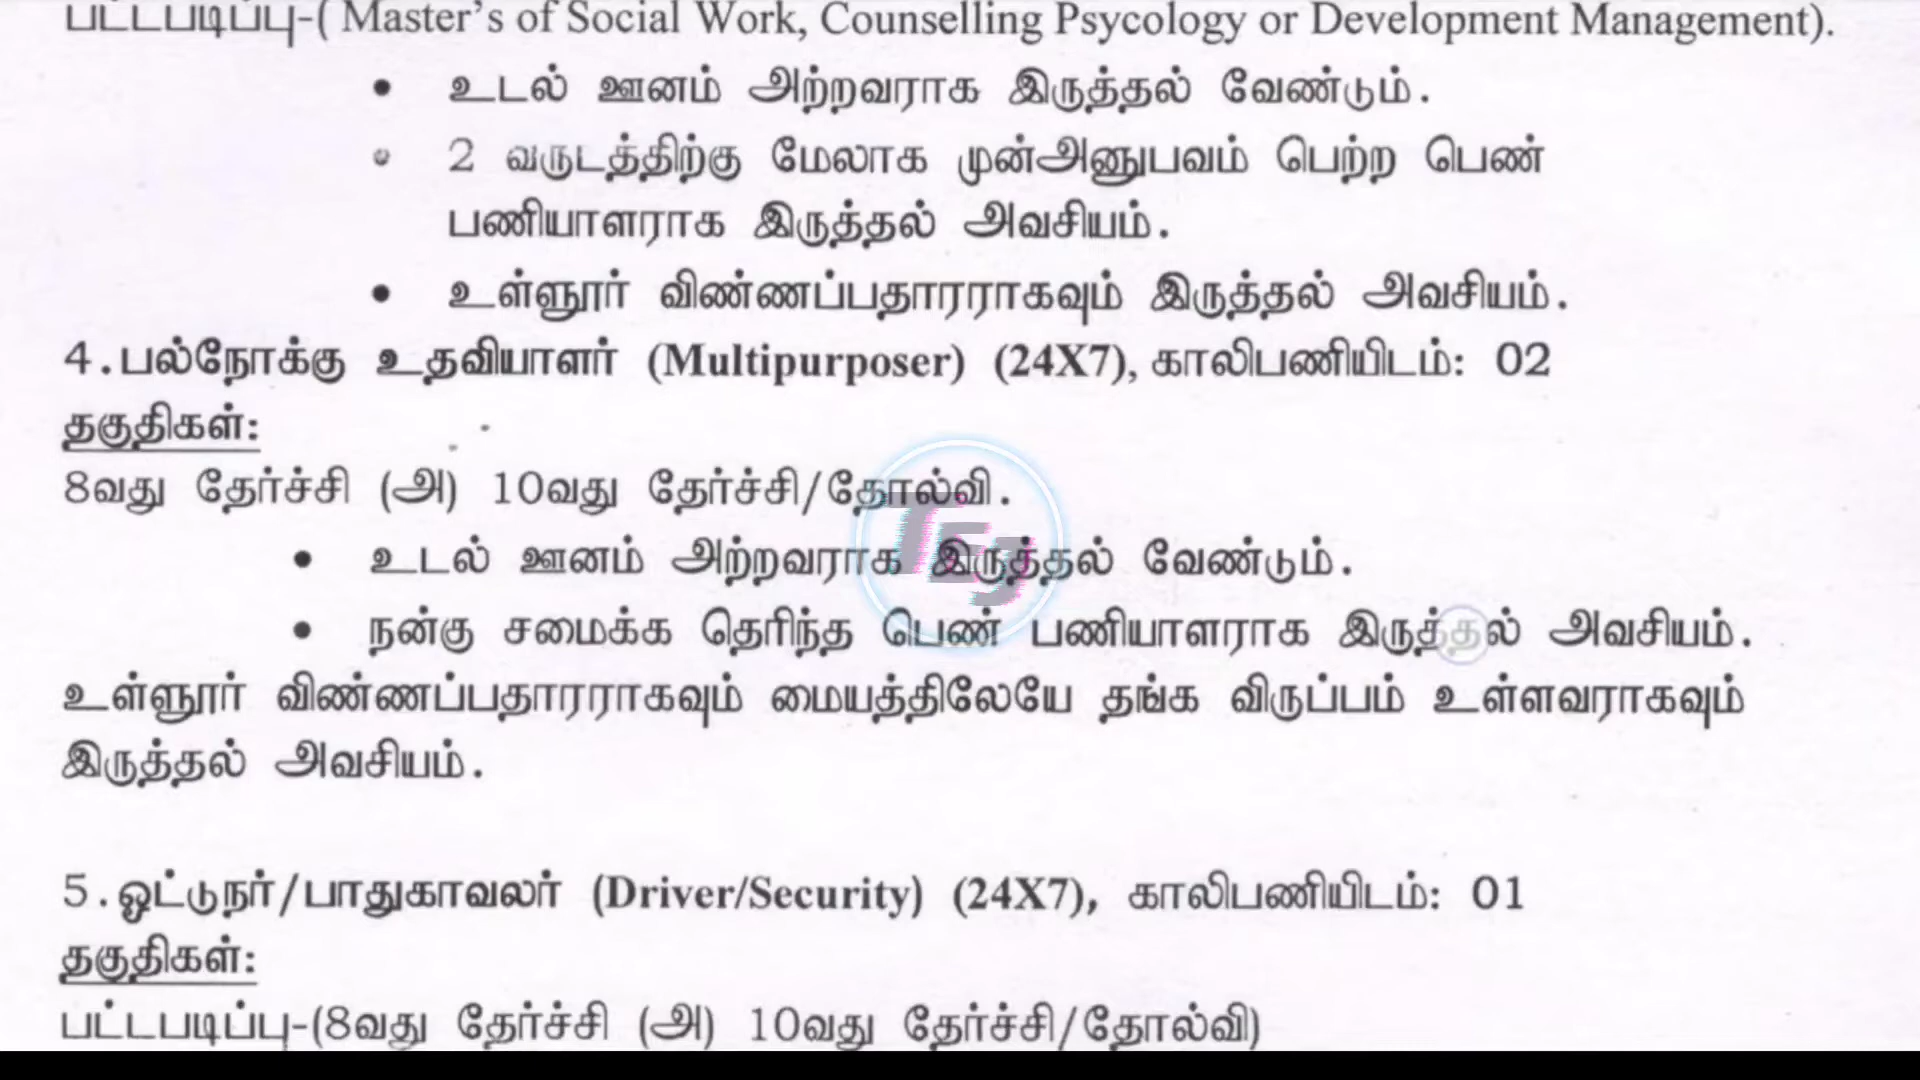 பட்டபடிப்பு-( Master’s of Social Work, Counselling Psycology or Development Management).
• உடல் ஊனம் அற்றவராக இருத்தல் வேண்டும்.
• 2 வருடத்திற்கு மேலாக முன்அனுபவம் பெற்ற பெண்
பணியாளராக இருத்தல் அவசியம்.
• உள்ளூர் விண்ணப்பதாரராகவும் இருத்தல் அவசியம்.
4.பல்நோக்கு உதவியாளர் (Multipurposer) (24X7), காலிபணியிடம்: 02
தகுதிகள்:
8வது தேர்ச்சி (அ) 10வது தேர்ச்சி/தோல்வி.
TEJ
• உடல் ஊனம் அற்றவராக இருத்தல் வேண்டும்.
• நன்கு சமைக்க தெரிந்த பெண் பணியாளராக இருத்தல் அவசியம்.
உள்ளூர் விண்ணப்பதாரராகவும் மையத்திலேயே தங்க விருப்பம் உள்ளவராகவும்
இருத்தல் அவசியம்.
5.ஓட்டுநர்/பாதுகாவலர் (Driver/Security) (24X7), காலிபணியிடம்: 01
தகுதிகள்:
பட்டபடிப்பு-(8வது தேர்ச்சி (அ) 10வது தேர்ச்சி/தோல்வி)